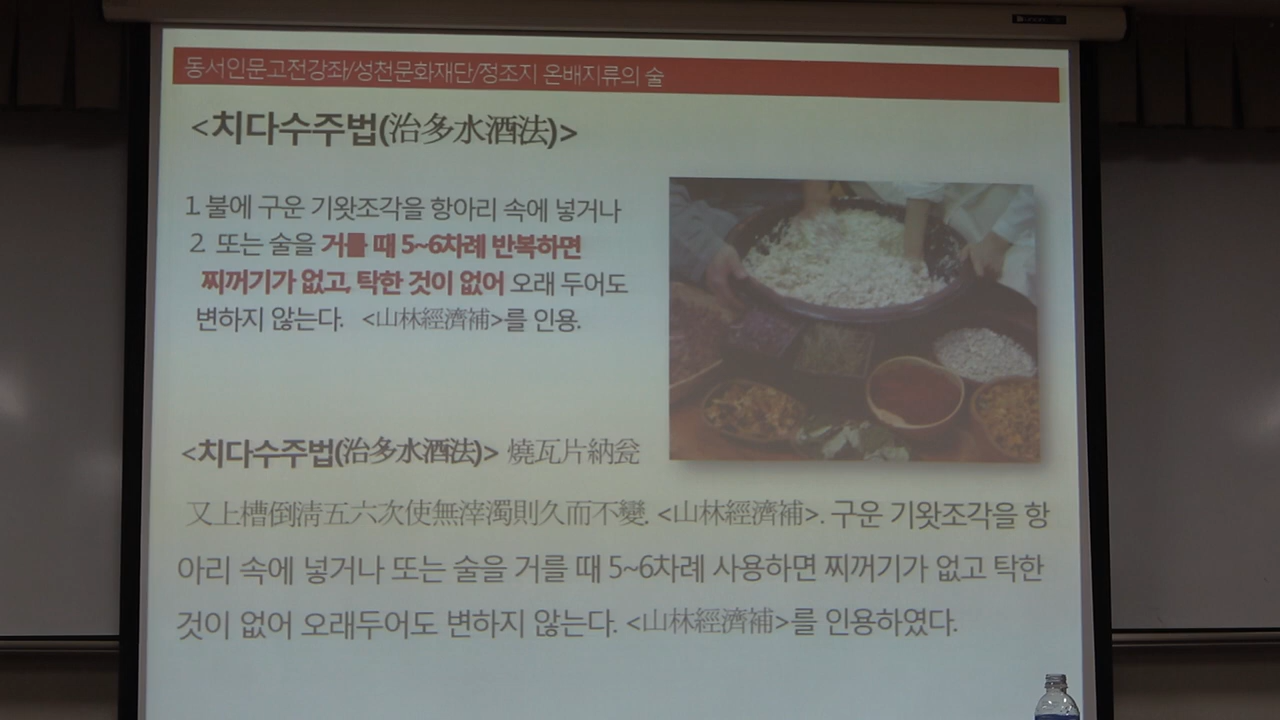 동서인문고전강좌/성천문화재단/정조지 온배지류의 술
<치다수주법(治多水酒法)>
1. 불에 구운 기왓조각을 항아리 속에 넣거나
2. 또는 술을 거를 때 5~6차례 반복하면
찌꺼기가 없고, 탁한 것이 없어 오래 두어도
변하지 않는다. <山林經濟補>를 인용.
<치다수주법(治多水酒法)> 燒瓦片納瓮
又上槽倒淸五六次使無滓濁則久而不變. <山林經濟補>. 구운 기왓조각을 항
아리 속에 넣거나 또는 술을 거를 때 5~6차례 사용하면 찌꺼기가 없고 탁한
것이 없어 오래두어도 변하지 않는다. <山林經濟補>를 인용하였다.